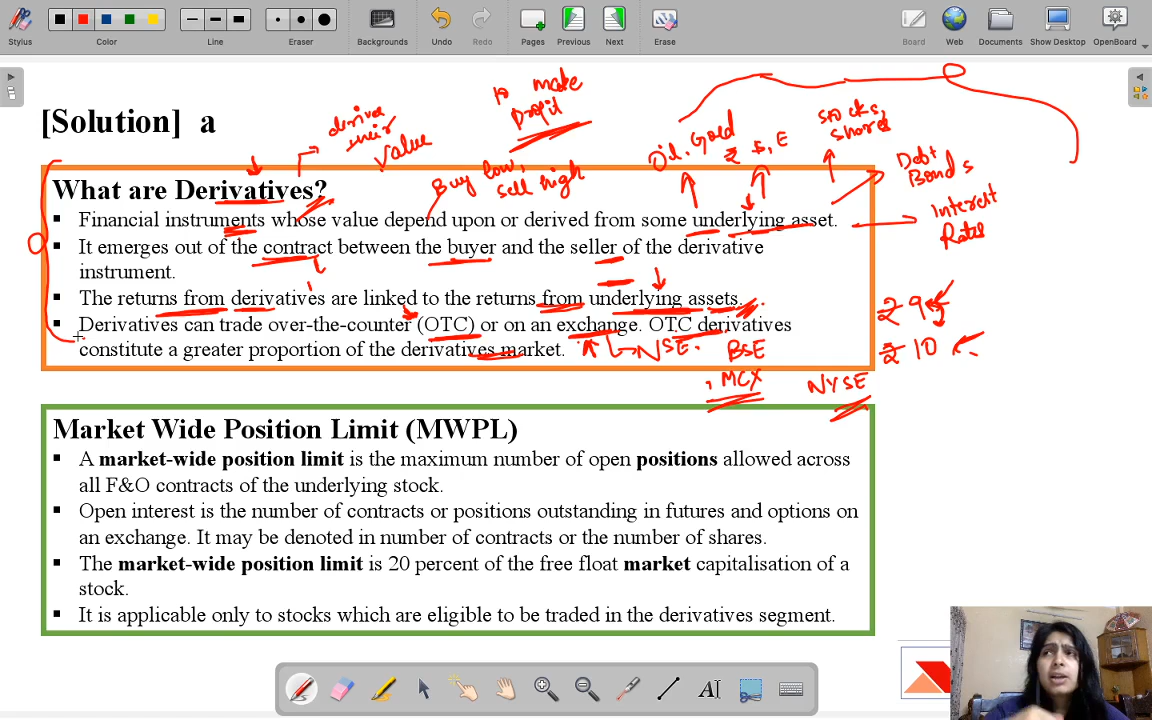 Stylus
Color
Line
Eraser
Backgrounds
Undo
Redo
Pages
Previous
Next
Erase
Board
Web
Documents
Show Desktop
OpenBoard
[Solution] a
to make
profit
derive
their
value
Buy low,
sell high
Oil, Gold
₹ $, E
stocks,
shares
Debt
Bonds
Interest
Rates
What are Derivatives?
▪ Financial instruments whose value depend upon or derived from some underlying asset.
▪ It emerges out of the contract between the buyer and the seller of the derivative
instrument.
▪ The returns from derivatives are linked to the returns from underlying assets.
▪ Derivatives can trade over-the-counter (OTC) or on an exchange. OTC derivatives
constitute a greater proportion of the derivatives market.
NSE.
BSE
MCX
NYSE
₹ 10
Market Wide Position Limit (MWPL)
▪ A market-wide position limit is the maximum number of open positions allowed across
all F&O contracts of the underlying stock.
▪ Open interest is the number of contracts or positions outstanding in futures and options on
an exchange. It may be denoted in number of contracts or the number of shares.
▪ The market-wide position limit is 20 percent of the free float market capitalisation of a
stock.
▪ It is applicable only to stocks which are eligible to be traded in the derivatives segment.